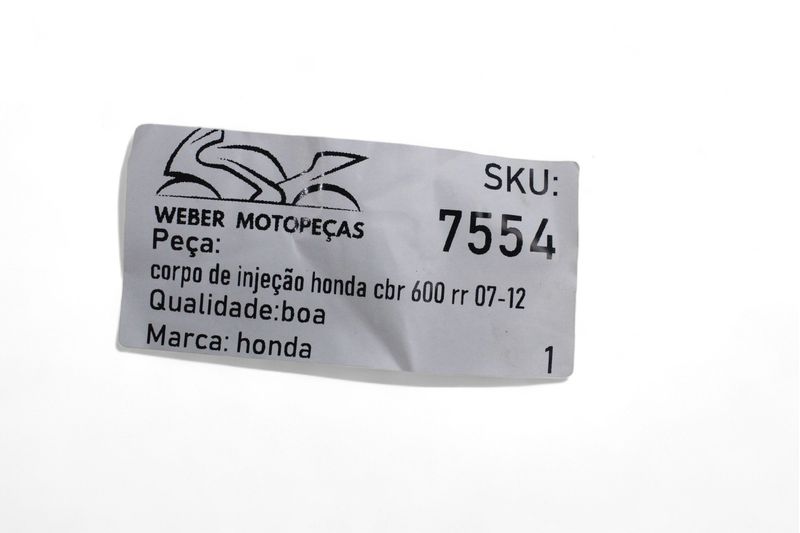 WEBER MOTOPEÇAS
SKU:
7554
Peça:
corpo de injeção honda cbr 600 rr 07-12
Qualidade:boa
Marca: honda
1